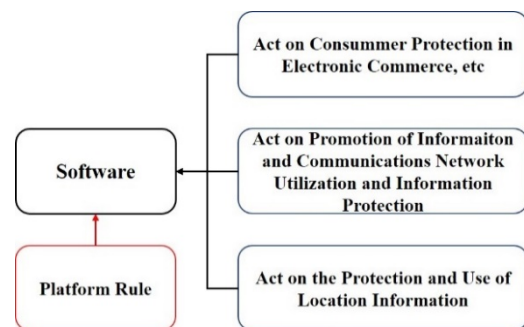 Act on Consummer Protection in
Electronic Commerce, etc
Act on Promotion of Informaiton
and Communications Network
Utilization and Information
Protection
Software
Platform Rule
Act on the Protection and Use of
Location Information